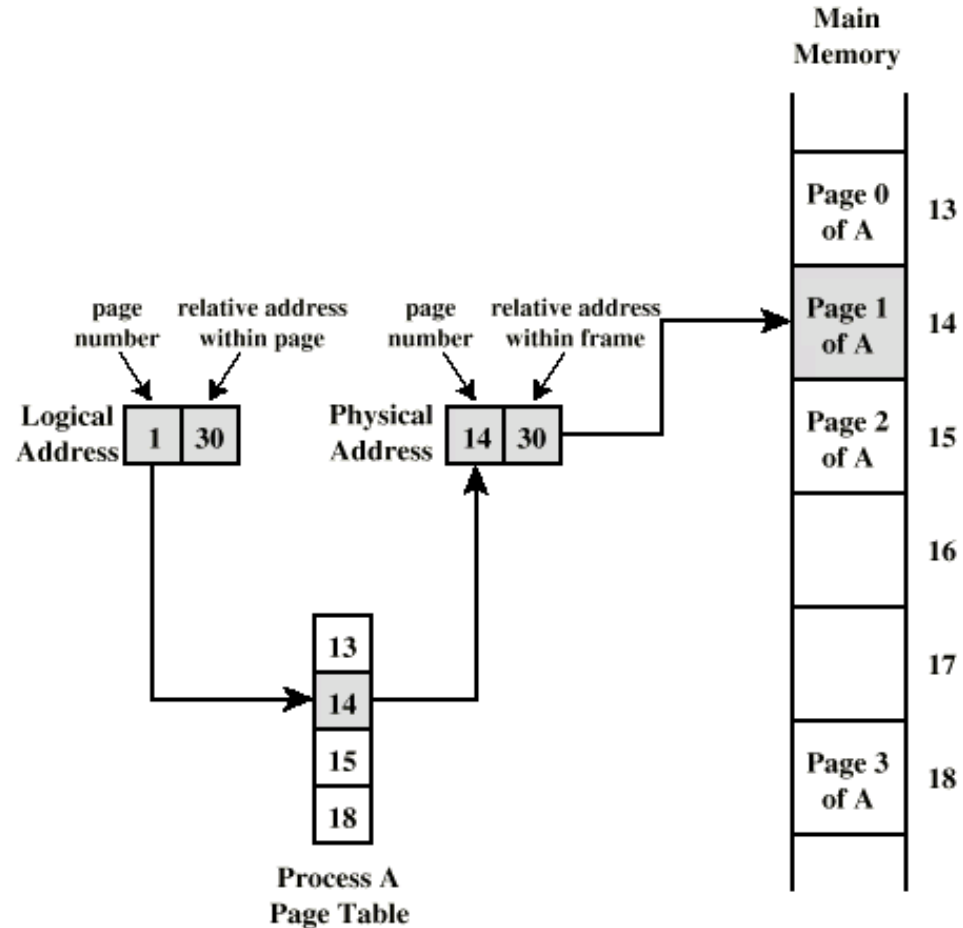 Main
Memory
Page 0
of A
13
Page 1
of A
14
Page 2
of A
15
16
17
Page 3
of A
18
page
number
relative address
within page
Logical
Address
1
30
page
number
relative address
within frame
Physical
Address
14
30
13
14
15
18
Process A
Page Table